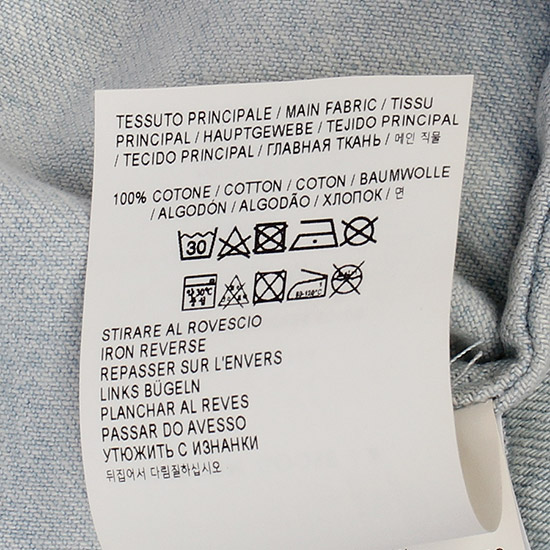 TESSUTO PRINCIPALE / MAIN FABRIC / TISSU
PRINCIPAL / HAUPTGEWEBE / TEJIDO PRINCIPAL
/ TECIDO PRINCIPAL / ГЛАВНАЯ ТКАНЬ / 메인 직물
100% COTONE / COTTON / COTON / BAUMWOLLE
/ ALGODÓN / ALGODÃO / ХЛОПОК / 면
30
80-120°C
STIRARE AL ROVESCIO
IRON REVERSE
REPASSER SUR L'ENVERS
LINKS BÜGELN
PLANCHAR AL REVES
PASSAR DO AVESSO
УТЮЖИТЬ С ИЗНАНКИ
뒤집어서 다림질하십시오